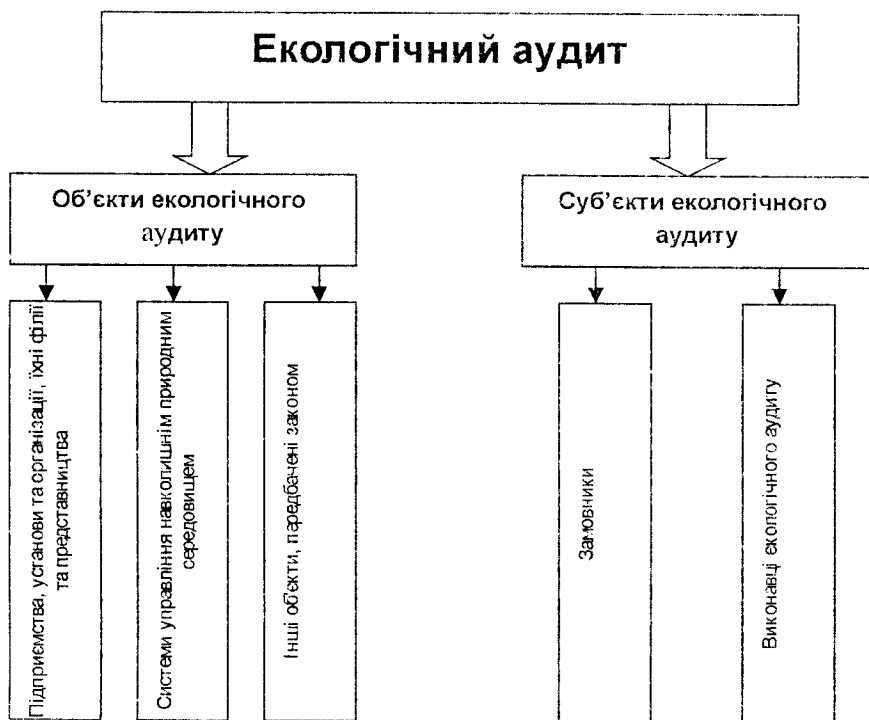 Екологічний аудит
Об’єкти екологічного
аудиту
Суб’єкти екологічного
аудиту
Підприємства, установи та організації, їхні філії
та представництва
Системи управління навколишнім природним
середовищем
Інші об’єкти, передбачені законом
Замовники
Виконавці екологічного аудиту